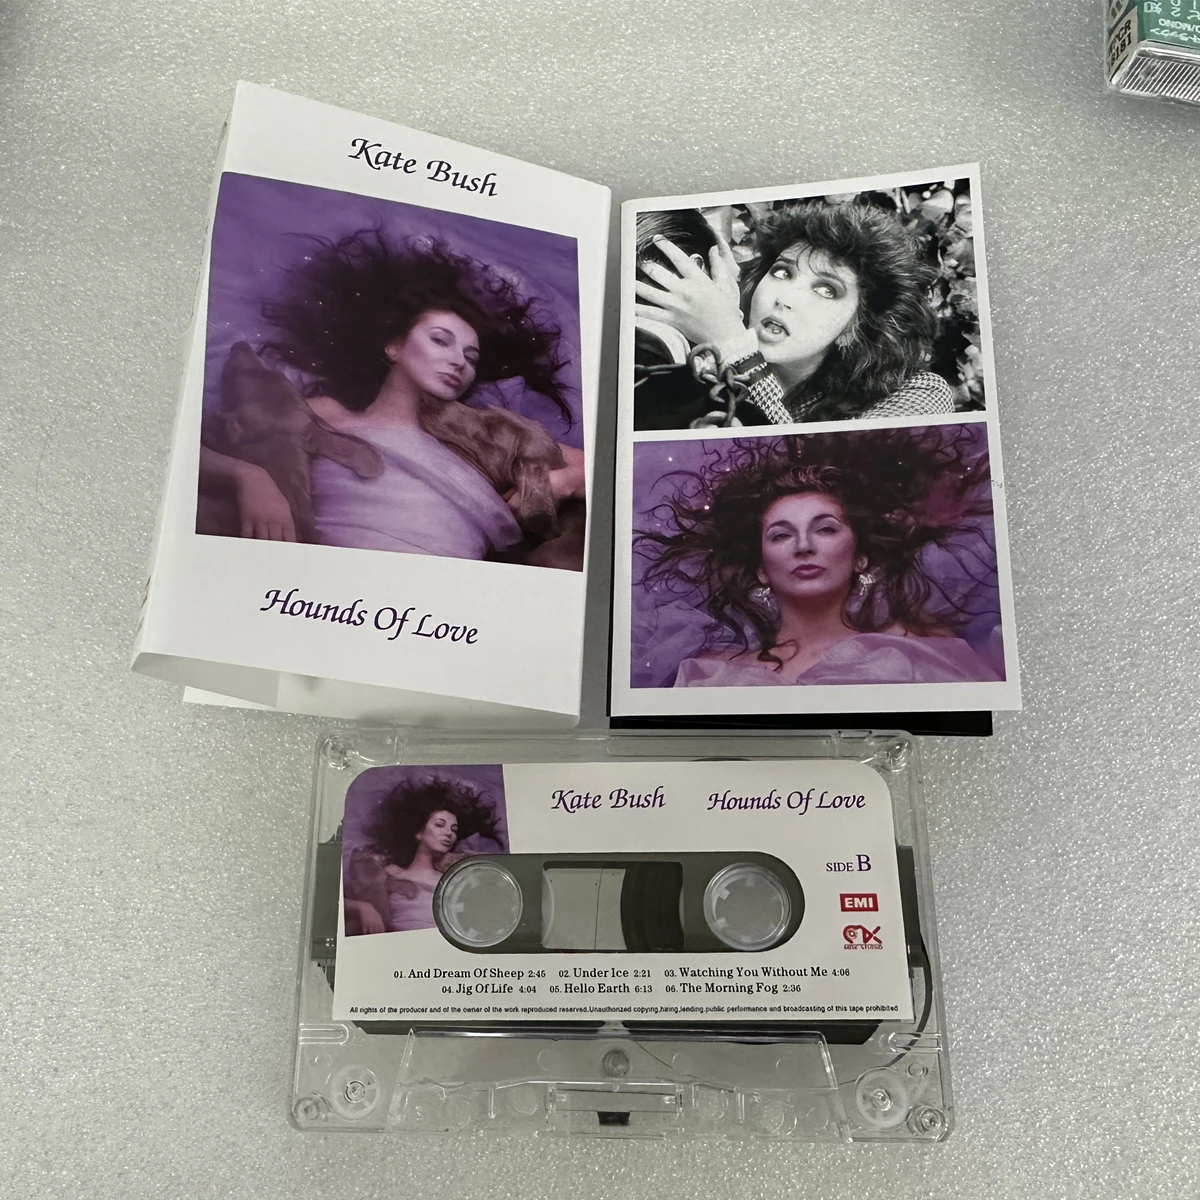 Kate Bush
Hounds Of Love
Kate Bush
Hounds Of Love
SIDE B
EMI
01. And Dream Of Sheep 2:46 02. Under Ice 2:21 03. Watching You Without Me 4:06
04. Jig Of Life 4:04 05. Hello Earth 6:13 06. The Morning Fog 2:36
All rights of the producer and of the owner of the work reproduced reserved.Unauthorized copying,hiring,lending,public performance and broadcasting of this tape prohibited